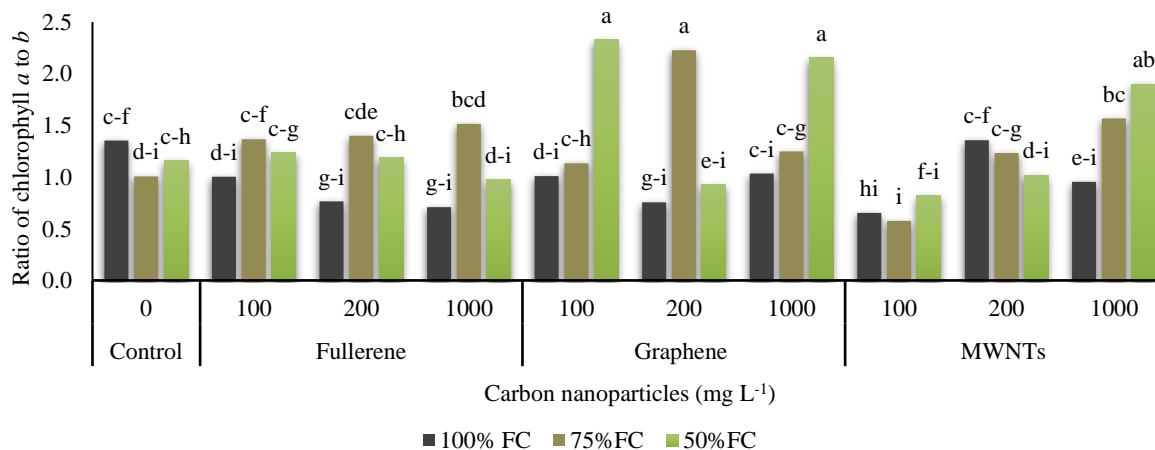 Ratio of chlorophyll a to b
2.5
2.0
1.5
1.0
0.5
0.0
c-f d-i c-h
d-i c-f c-g
g-i cde c-h
g-i bcd d-i
d-i c-h a
g-i a e-i
c-i c-g a
hi i f-i
c-f c-g d-i
e-i bc ab
0 100 200 1000 100 200 1000 100 200 1000
Control Fullerene Graphene MWNTs
Carbon nanoparticles (mg L⁻¹)
100% FC 75%FC 50%FC